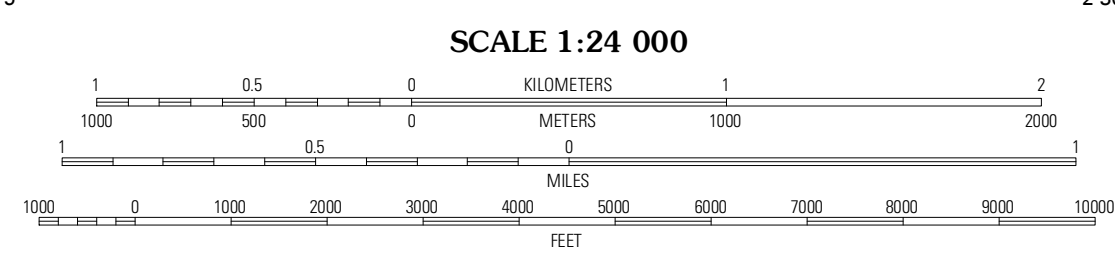 SCALE 1:24 000
1 0.5 0 KILOMETERS 1 2
1000 500 0 METERS 1000 2000
1 0.5 0 1
MILES
1000 0 1000 2000 3000 4000 5000 6000 7000 8000 9000 10000
FEET